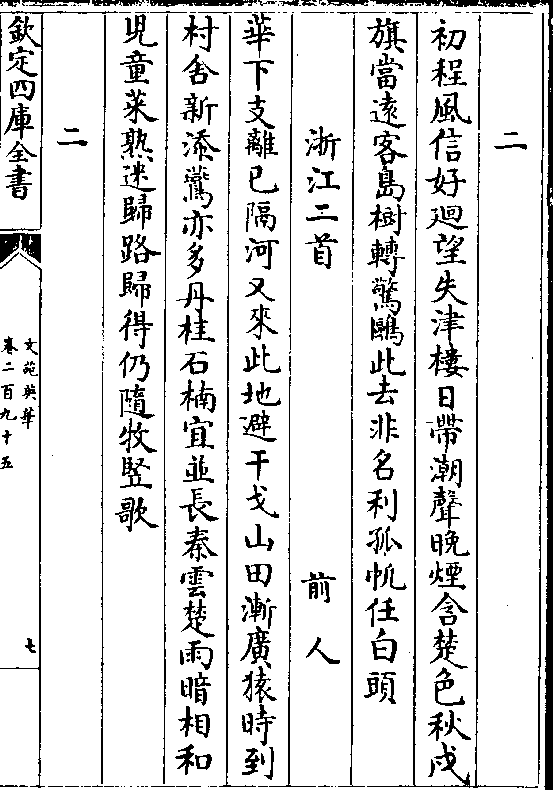 二
初程風信好迴望失津樓日帶潮聲晚煙含楚色秋戍
旗當遠客島樹轉驚鷗此去非名利孤帆任白頭
浙江二首 前人
華下支離已隔河又來此地避干戈山田漸廣猿時到
村舍新添鸎亦多丹桂石楠宜並長秦雲楚雨暗相和
兒童菜熟迷歸路歸得仍隨牧豎歌
二
欽定四庫全書
文苑英華
卷二百九十五
七